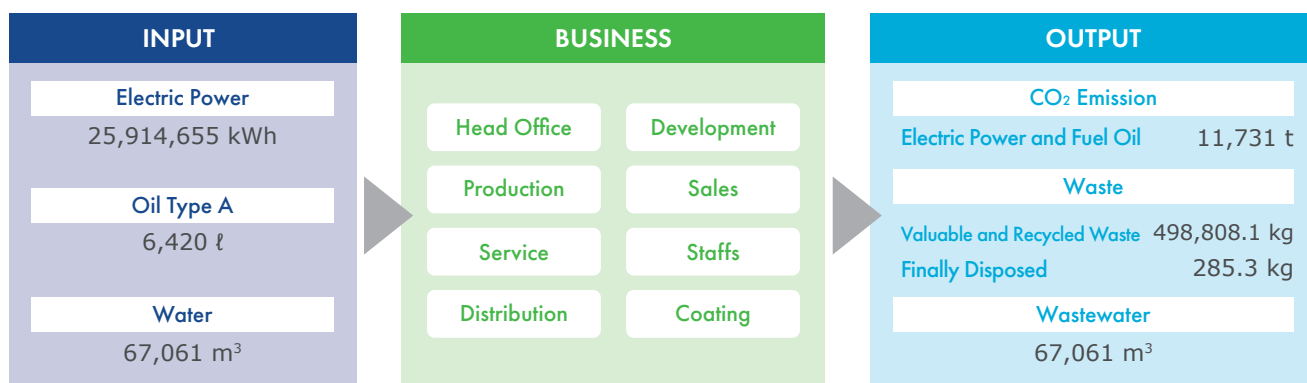 INPUT
Electric Power
25,914,655 kWh
Oil Type A
6,420 ℓ
Water
67,061 m³
BUSINESS
Head Office
Development
Production
Sales
Service
Staffs
Distribution
Coating
OUTPUT
CO₂ Emission
Electric Power and Fuel Oil 11,731 t
Waste
Valuable and Recycled Waste 498,808.1 kg
Finally Disposed 285.3 kg
Wastewater
67,061 m³